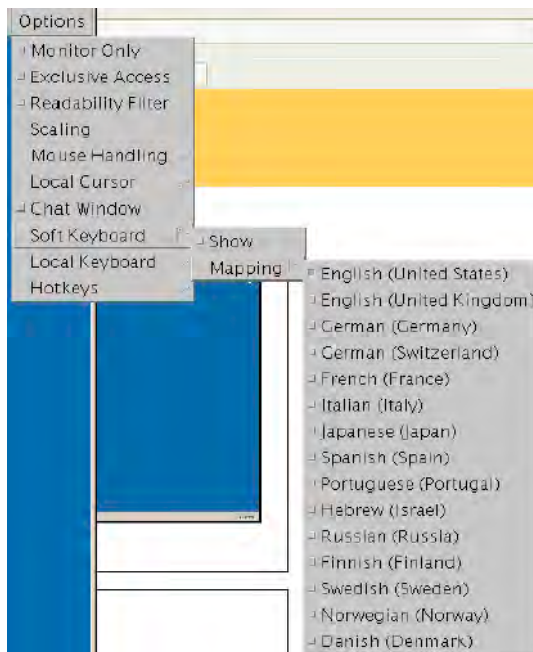 Options
Monitor Only
Exclusive Access
Readability Filter
Scaling
Mouse Handling
Local Cursor
Chat Window
Soft Keyboard
Local Keyboard
Hotkeys
Show
Mapping
English (United States)
English (United Kingdom)
German (Germany)
German (Switzerland)
French (France)
Italian (Italy)
Japanese (Japan)
Spanish (Spain)
Portuguese (Portugal)
Hebrew (Israel)
Russian (Russia)
Finnish (Finland)
Swedish (Sweden)
Norwegian (Norway)
Danish (Denmark)